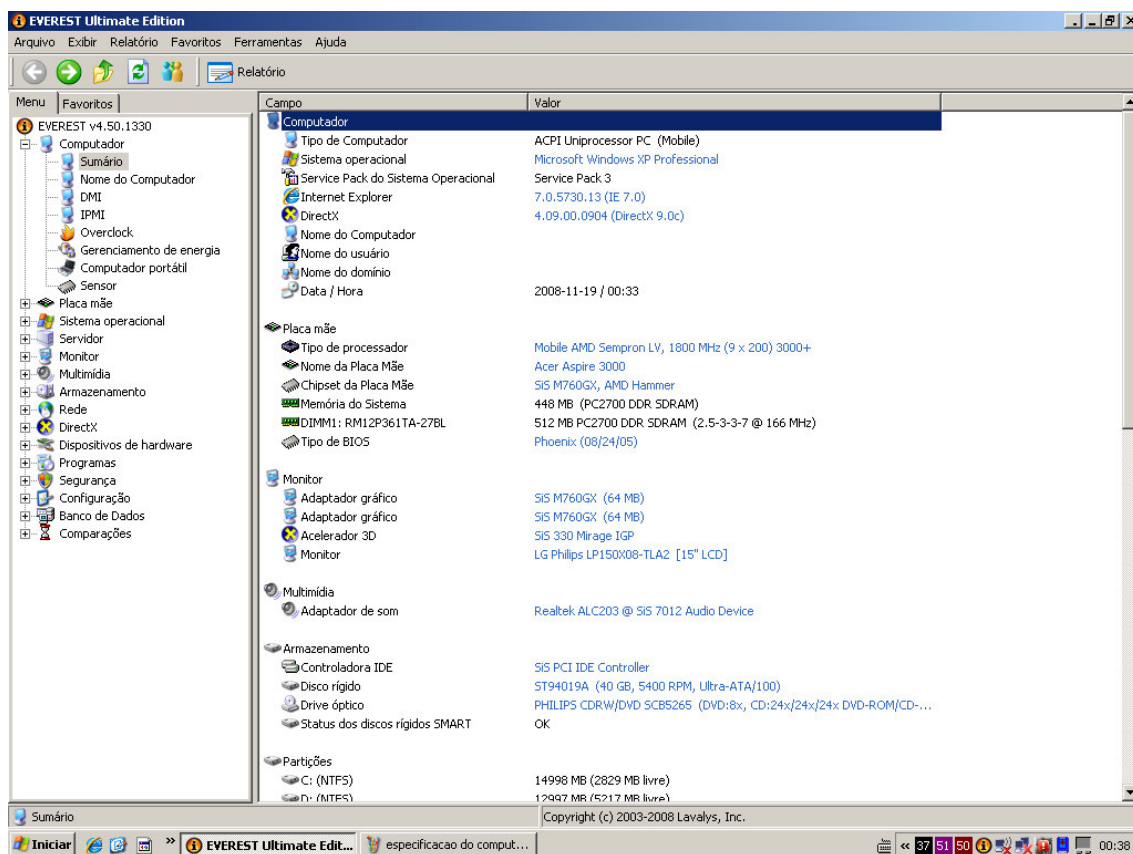 EVEREST Ultimate Edition
Arquivo Exibir Relatório Favoritos Ferramentas Ajuda
Relatório
Menu Favoritos
EVEREST v4.50.1330
Computador
Sumário
Nome do Computador
DMI
IPMI
Overclock
Gerenciamento de energia
Computador portátil
Sensor
Placa mãe
Sistema operacional
Servidor
Monitor
Multimídia
Armazenamento
Rede
DirectX
Dispositivos de hardware
Programas
Segurança
Configuração
Banco de Dados
Comparações
Campo Valor
Computador
Tipo de Computador ACPI Uniprocessor PC (Mobile)
Sistema operacional Microsoft Windows XP Professional
Service Pack do Sistema Operacional Service Pack 3
Internet Explorer 7.0.5730.13 (IE 7.0)
DirectX 4.09.00.0904 (DirectX 9.0c)
Nome do Computador
Nome do usuário
Nome do domínio
Data / Hora 2008-11-19 / 00:33
Placa mãe
Tipo de processador Mobile AMD Sempron LV, 1800 MHz (9 x 200) 3000+
Nome da Placa Mãe Acer Aspire 3000
Chipset da Placa Mãe SiS M760GX, AMD Hammer
Memória do Sistema 448 MB (PC2700 DDR SDRAM)
DIMM1: RM12P361TA-27BL 512 MB PC2700 DDR SDRAM (2.5-3-3-7 @ 166 MHz)
Tipo de BIOS Phoenix (08/24/05)
Monitor
Adaptador gráfico SiS M760GX (64 MB)
Adaptador gráfico SiS M760GX (64 MB)
Acelerador 3D SiS 330 Mirage IGP
Monitor LG Philips LP150X08-TLA2 [15" LCD]
Multimídia
Adaptador de som Realtek ALC203 @ SiS 7012 Audio Device
Armazenamento
Controladora IDE SiS PCI IDE Controller
Disco rígido ST94019A (40 GB, 5400 RPM, Ultra-ATA/100)
Drive óptico PHILIPS CDRW/DVD SCB5265 (DVD:8x, CD:24x/24x/24x DVD-ROM/CD-...
Status dos discos rígidos SMART OK
Partições
C: (NTFS) 14998 MB (2829 MB livre)
D: (NTFS) 12997 MB (5217 MB livre)
Sumário Copyright (c) 2003-2008 Lavalys, Inc.
Iniciar » EVEREST Ultimate Edit... especificacao do comput... « 37 51 50 00:38